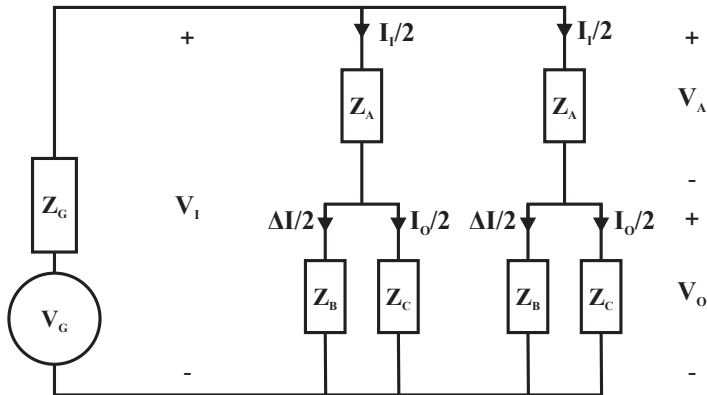 + I_I/2 I_I/2 +
Z_A Z_A V_A
Z_G V_I -
ΔI/2 I_O/2 ΔI/2 I_O/2 +
V_G Z_B Z_C Z_B Z_C V_O
- -